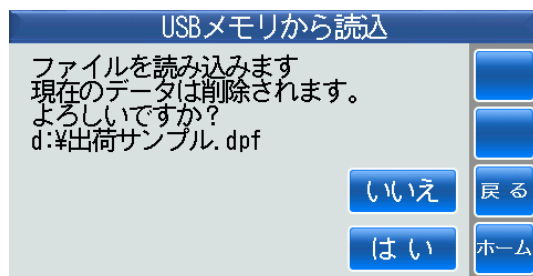 USBメモリから読込
ファイルを読み込みます
現在のデータは削除されます。
よろしいですか?
d:¥出荷サンプル.dpf
いいえ
戻る
はい
ホーム